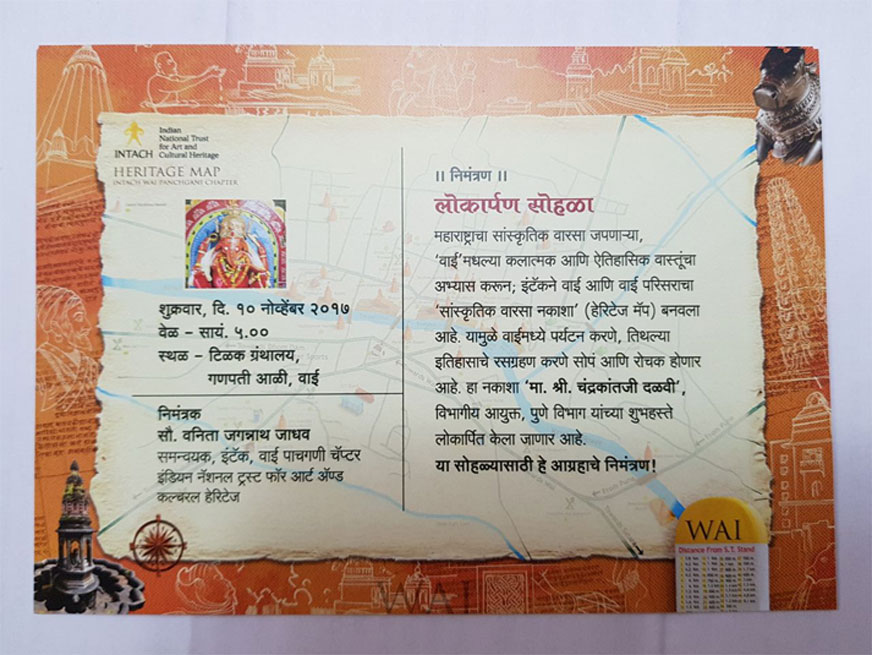 INTACH
Indian
National Trust
for Art and
Cultural Heritage
HERITAGE MAP
INTACH WAI PANCHGANI CHAPTER
शुक्रवार, दि. १० नोव्हेंबर २०१७
वेळ – सायं. ५.००
स्थळ – टिळक ग्रंथालय,
गणपती आळी, वाई
निमंत्रक
सौ. वनिता जगन्नाथ जाधव
समन्वयक, इंटॅक, वाई पाचगणी चॅप्टर
इंडियन नॅशनल ट्रस्ट फॉर आर्ट ॲण्ड
कल्चरल हेरिटेज
।। निमंत्रण ।।
लोकार्पण सोहळा
महाराष्ट्राचा सांस्कृतिक वारसा जपणाऱ्या,
‘वाई’मधल्या कलात्मक आणि ऐतिहासिक वास्तूंचा
अभ्यास करून; इंटॅकने वाई आणि वाई परिसराचा
‘सांस्कृतिक वारसा नकाशा’ (हेरिटेज मॅप) बनवला
आहे. यामुळे वाईमध्ये पर्यटन करणे, तिथल्या
इतिहासाचे रसग्रहण करणे सोपं आणि रोचक होणार
आहे. हा नकाशा ‘मा. श्री. चंद्रकांतजी दळवी’,
विभागीय आयुक्त, पुणे विभाग यांच्या शुभहस्ते
लोकार्पित केला जाणार आहे.
या सोहळ्यासाठी हे आग्रहाचे निमंत्रण!
WAI
Distance From S.T. Stand
WAI